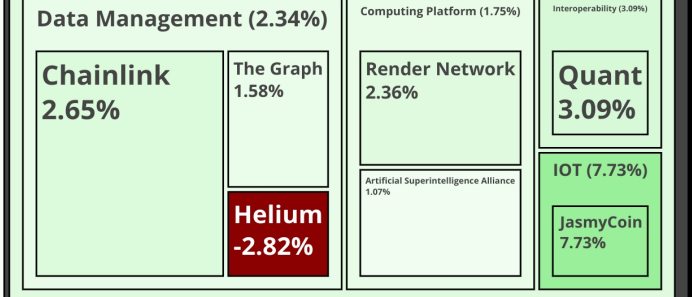 Data Management (2.34%)
Chainlink
2.65%
The Graph
1.58%
Helium
-2.82%
Computing Platform (1.75%)
Render Network
2.36%
Artificial Superintelligence Alliance
1.07%
Interoperability (3.09%)
Quant
3.09%
IOT (7.73%)
JasmyCoin
7.73%